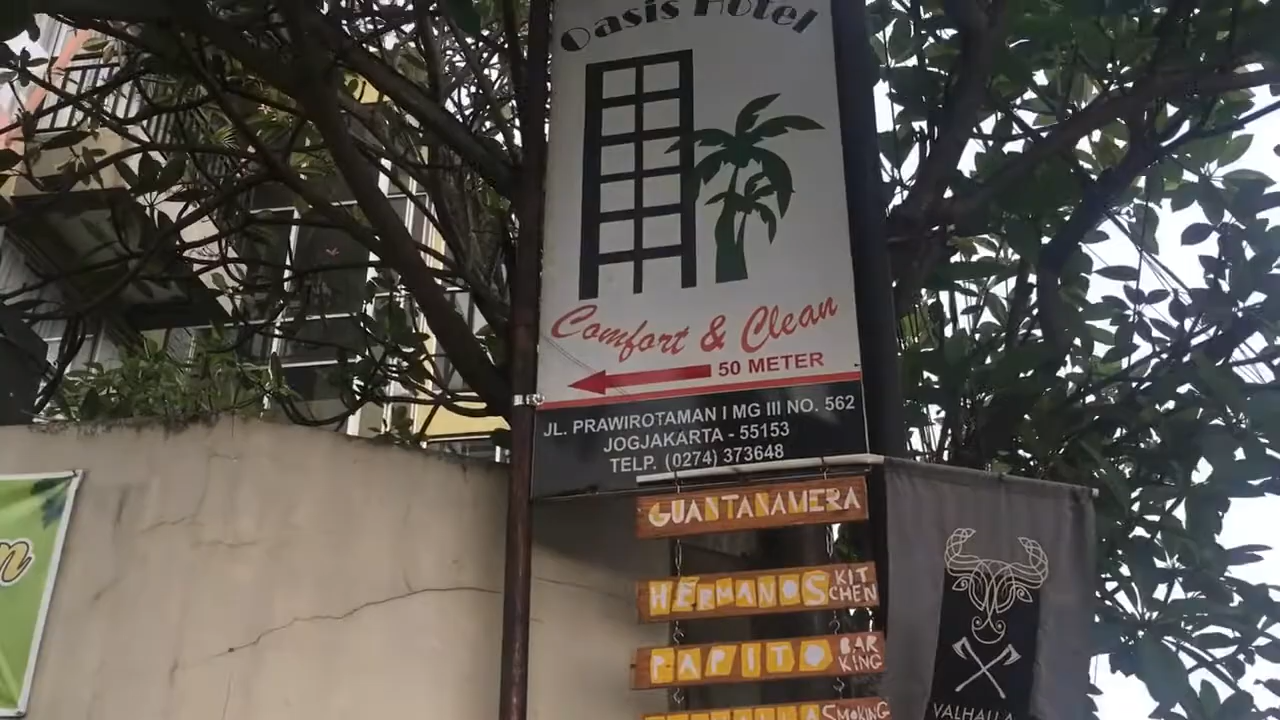 Oasis Hotel
Comfort & Clean
50 METER
JL. PRAWIROTAMAN I MG III NO. 562
JOGJAKARTA - 55153
TELP. (0274) 373648
GUANTANAMERA
HERMANOS KIT
CHEN
PAPITO BAR
KING
SMOKING
VALHALLA